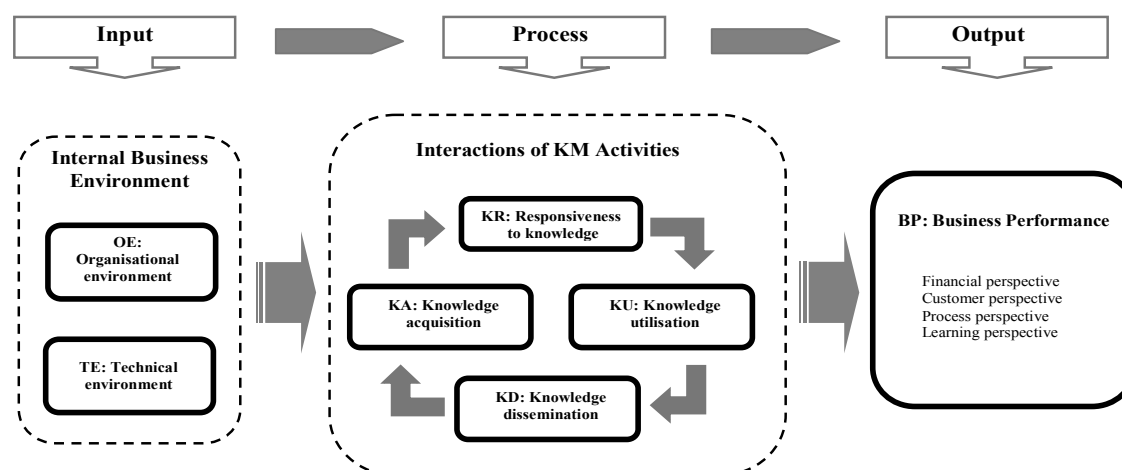 Input
Process
Output
Internal Business
Environment
OE:
Organisational
environment
TE: Technical
environment
Interactions of KM Activities
KR: Responsiveness
to knowledge
KA: Knowledge
acquisition
KU: Knowledge
utilisation
KD: Knowledge
dissemination
BP: Business Performance
Financial perspective
Customer perspective
Process perspective
Learning perspective